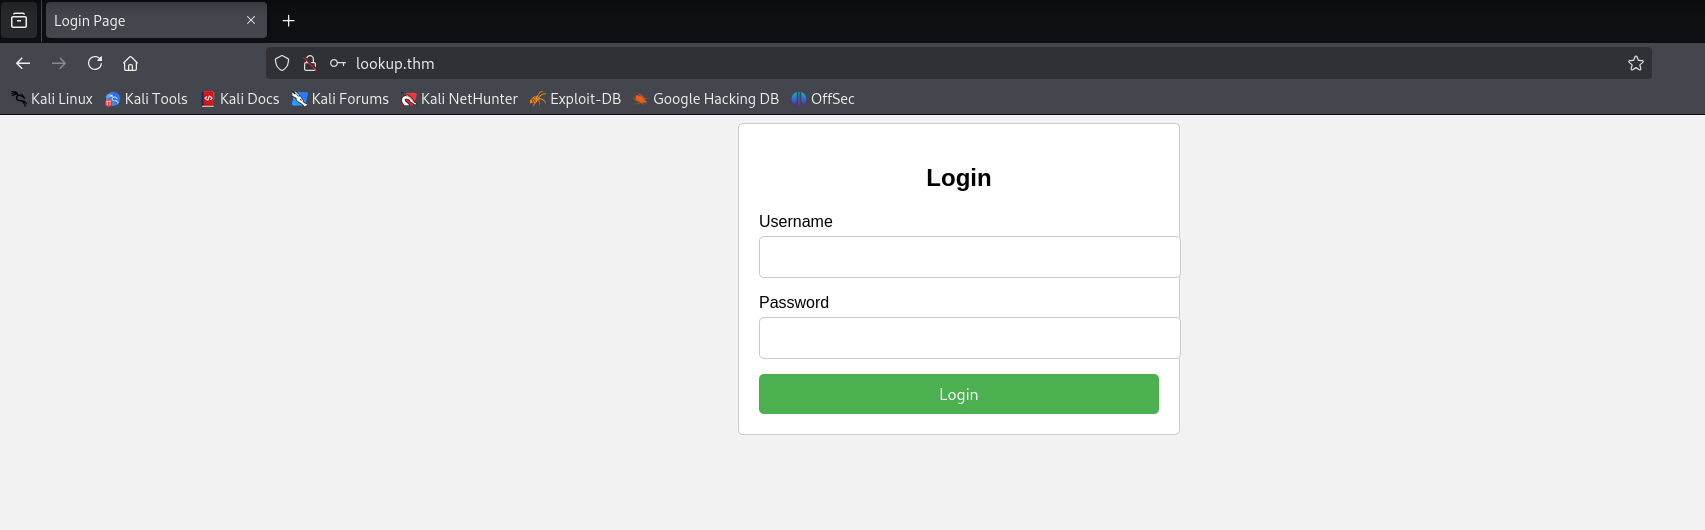 Login Page
lookup.thm
Kali Linux Kali Tools Kali Docs Kali Forums Kali NetHunter Exploit-DB Google Hacking DB OffSec
Login
Username
Password
Login